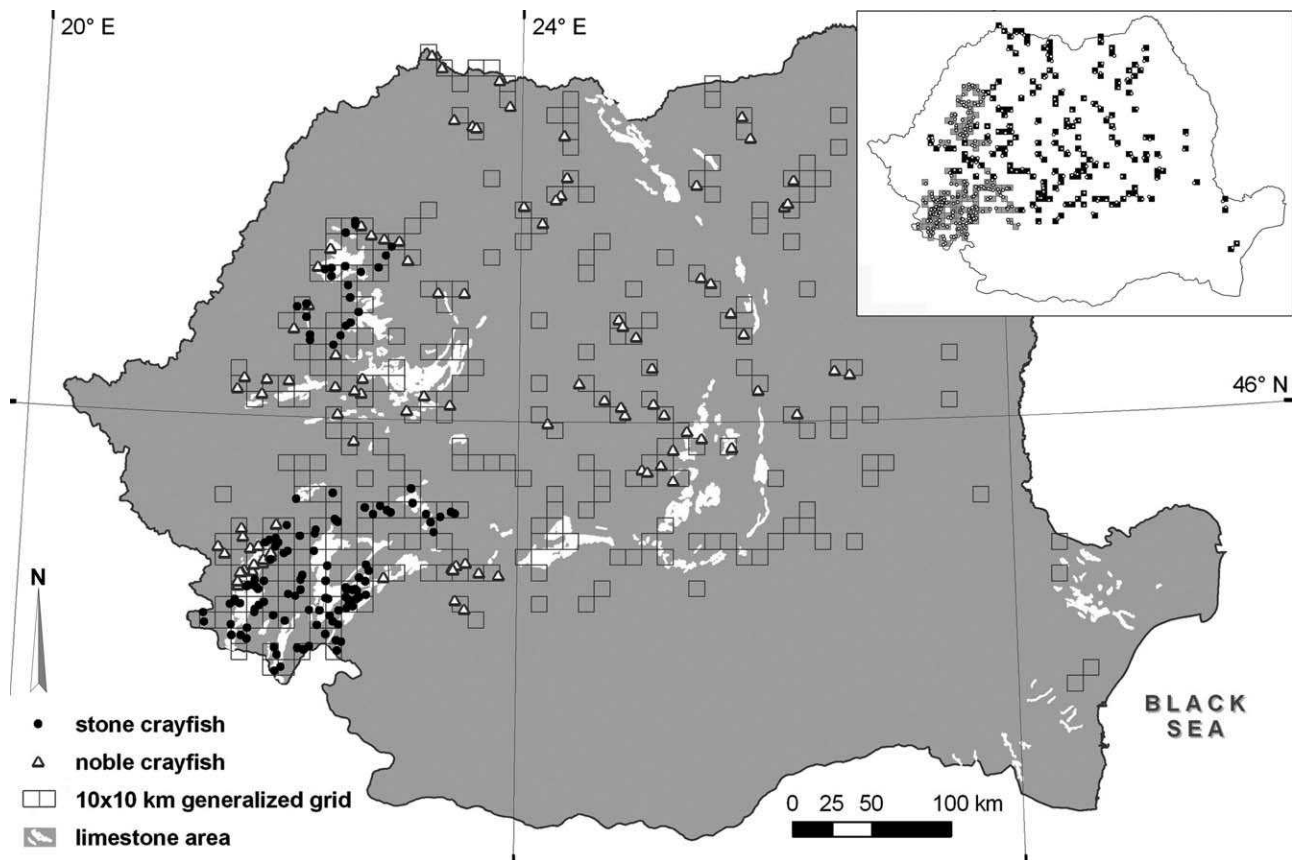 20° E
24° E
46° N
N
stone crayfish
noble crayfish
10x10 km generalized grid
limestone area
BLACK
SEA
0 25 50 100 km